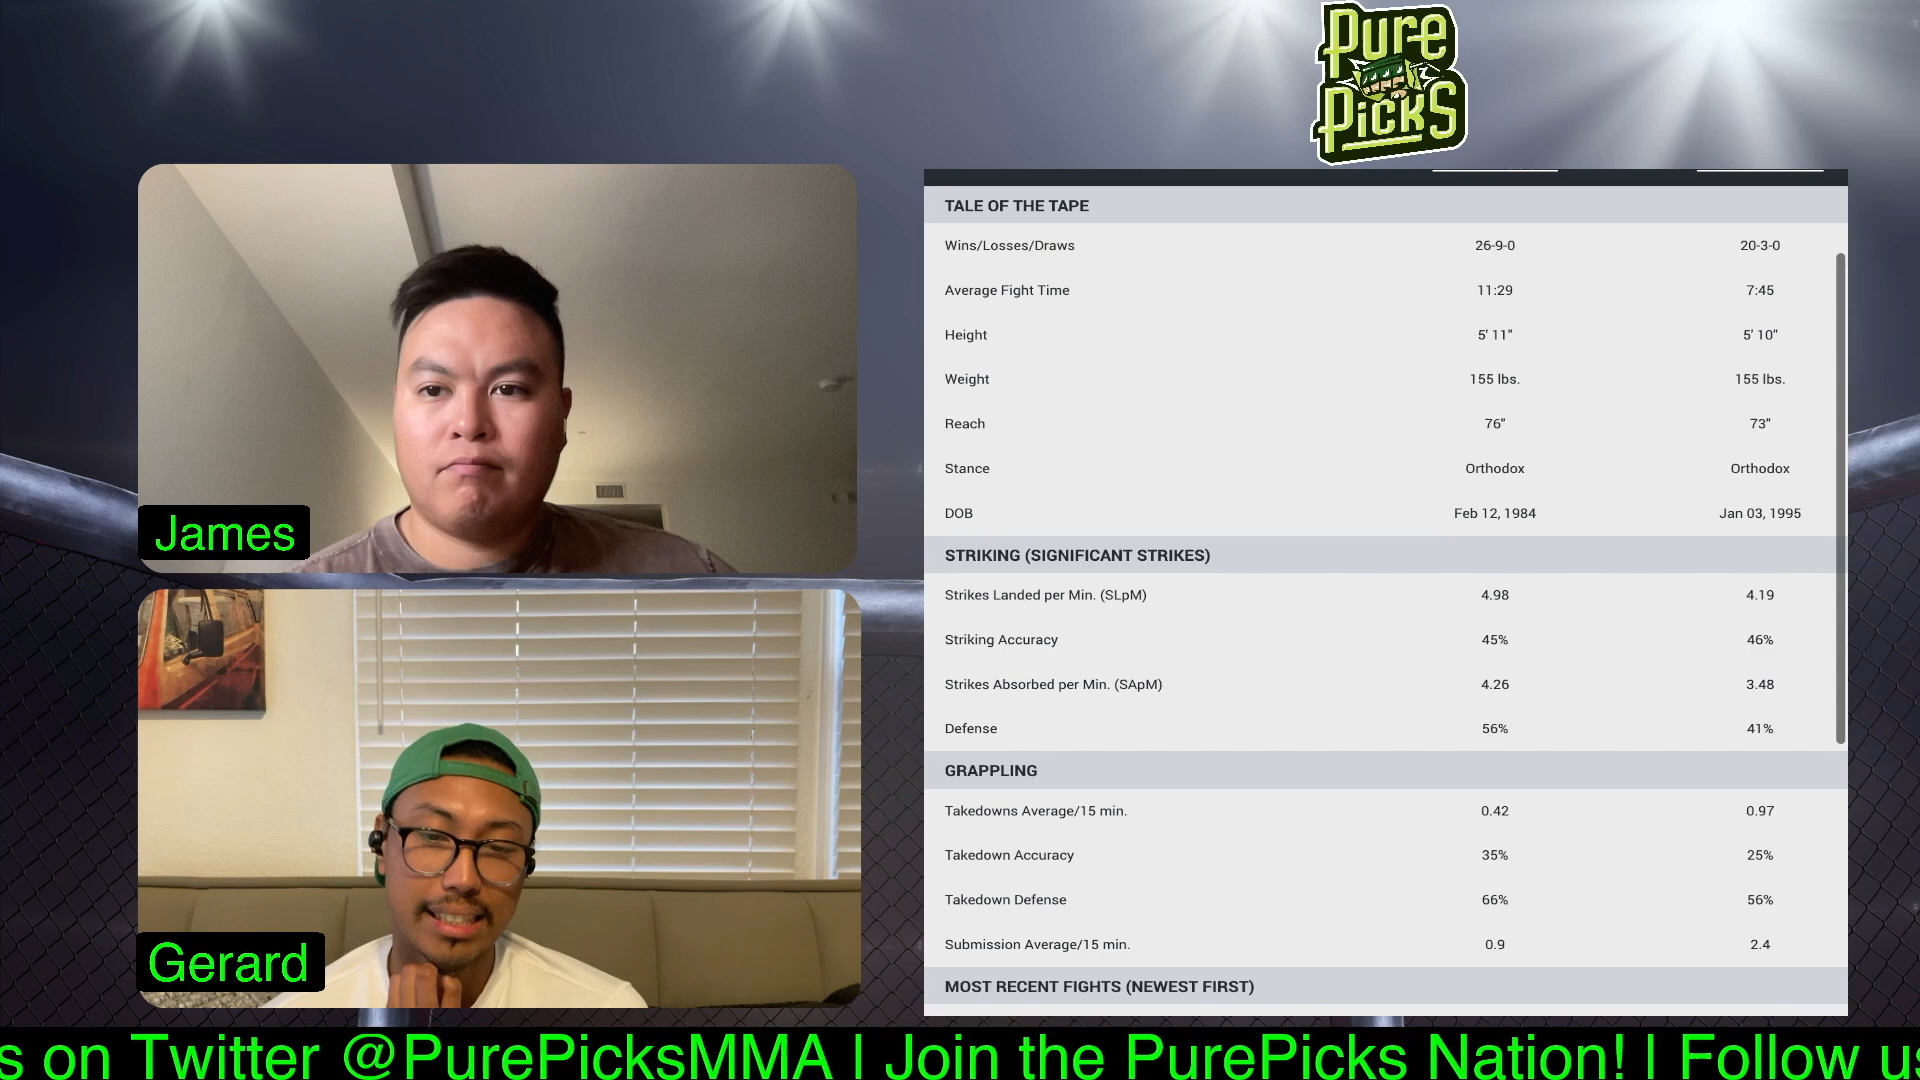 Pure
Picks
James
Gerard
TALE OF THE TAPE
Wins/Losses/Draws 26-9-0 20-3-0
Average Fight Time 11:29 7:45
Height 5' 11" 5' 10"
Weight 155 lbs. 155 lbs.
Reach 76" 73"
Stance Orthodox Orthodox
DOB Feb 12, 1984 Jan 03, 1995
STRIKING (SIGNIFICANT STRIKES)
Strikes Landed per Min. (SLpM) 4.98 4.19
Striking Accuracy 45% 46%
Strikes Absorbed per Min. (SApM) 4.26 3.48
Defense 56% 41%
GRAPPLING
Takedowns Average/15 min. 0.42 0.97
Takedown Accuracy 35% 25%
Takedown Defense 66% 56%
Submission Average/15 min. 0.9 2.4
MOST RECENT FIGHTS (NEWEST FIRST)
s on Twitter @PurePicksMMA | Join the PurePicks Nation! | Follow us